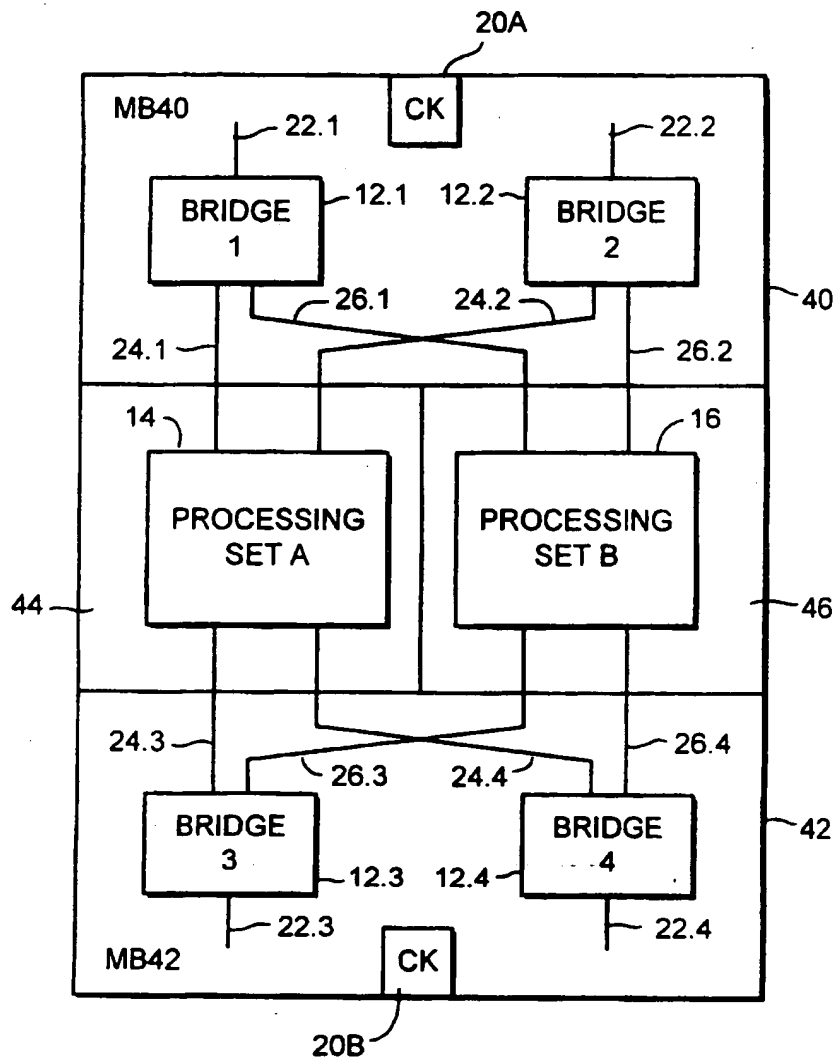 20A
MB40
CK
22.1
22.2
BRIDGE
1
12.1
12.2
BRIDGE
2
26.1
24.2
40
24.1
26.2
14
16
PROCESSING
SET A
PROCESSING
SET B
44
46
24.3
26.3
24.4
26.4
BRIDGE
3
BRIDGE
4
42
12.3
12.4
22.3
22.4
MB42
CK
20B